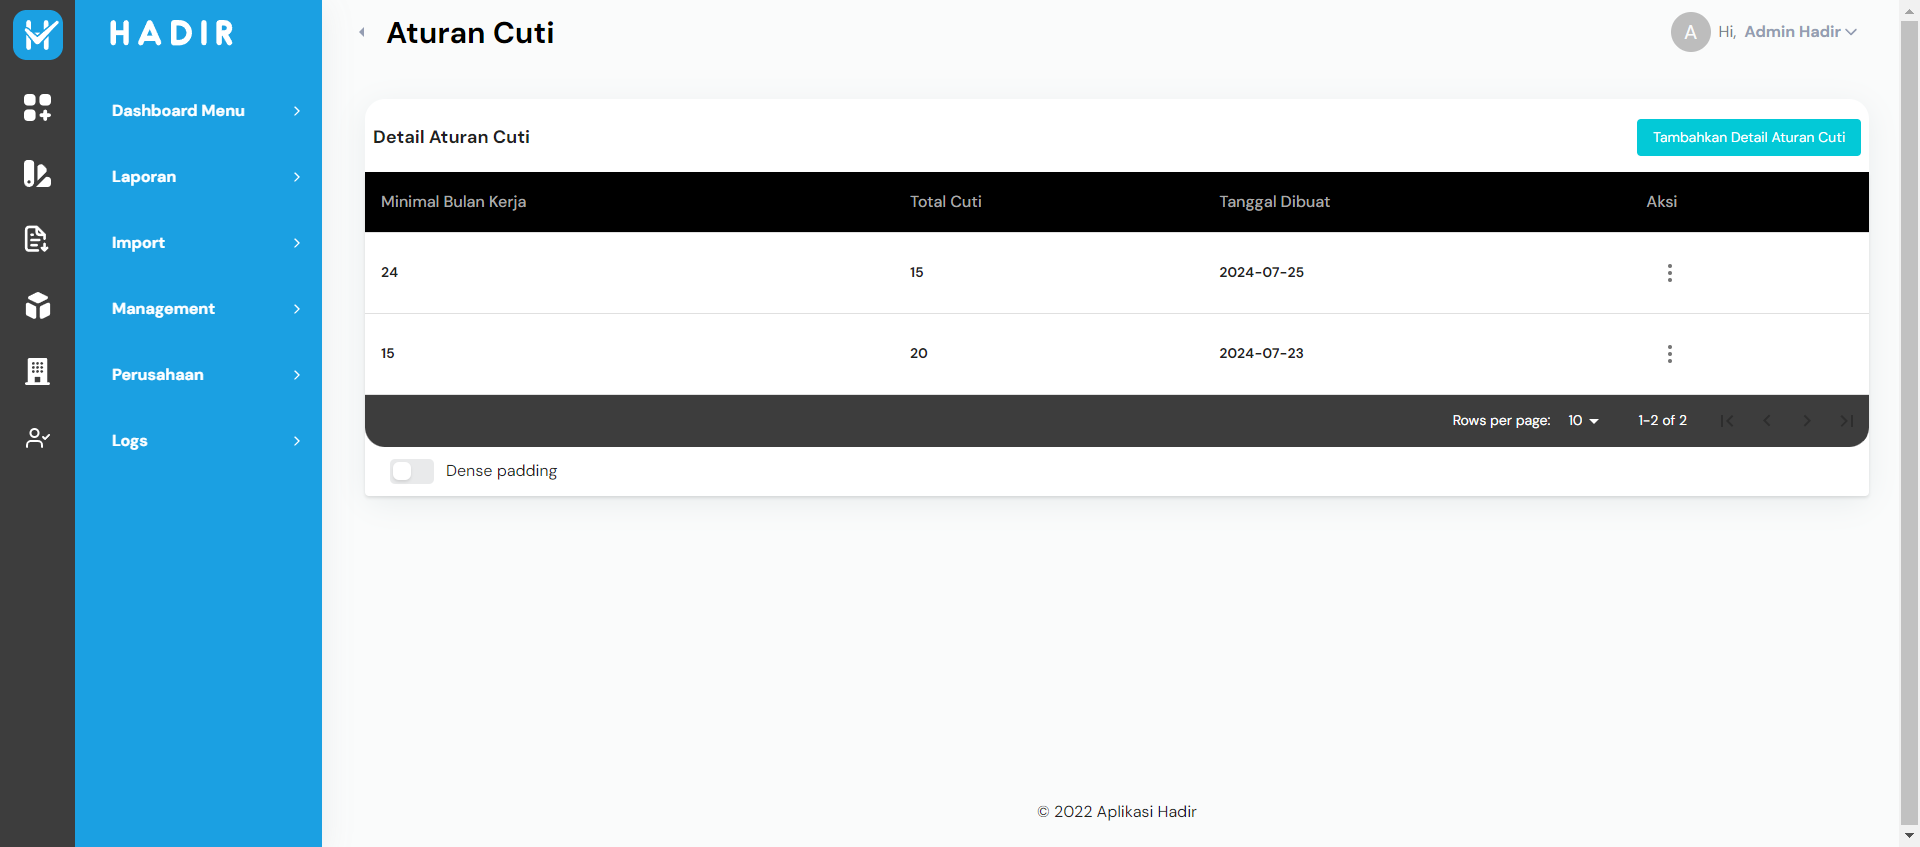 HADIR
Aturan Cuti
A Hi, Admin Hadir
Dashboard Menu
Laporan
Import
Management
Perusahaan
Logs
Detail Aturan Cuti
Tambahkan Detail Aturan Cuti
Minimal Bulan Kerja Total Cuti Tanggal Dibuat Aksi
24 15 2024-07-25
15 20 2024-07-23
Rows per page: 10 1-2 of 2
Dense padding
© 2022 Aplikasi Hadir